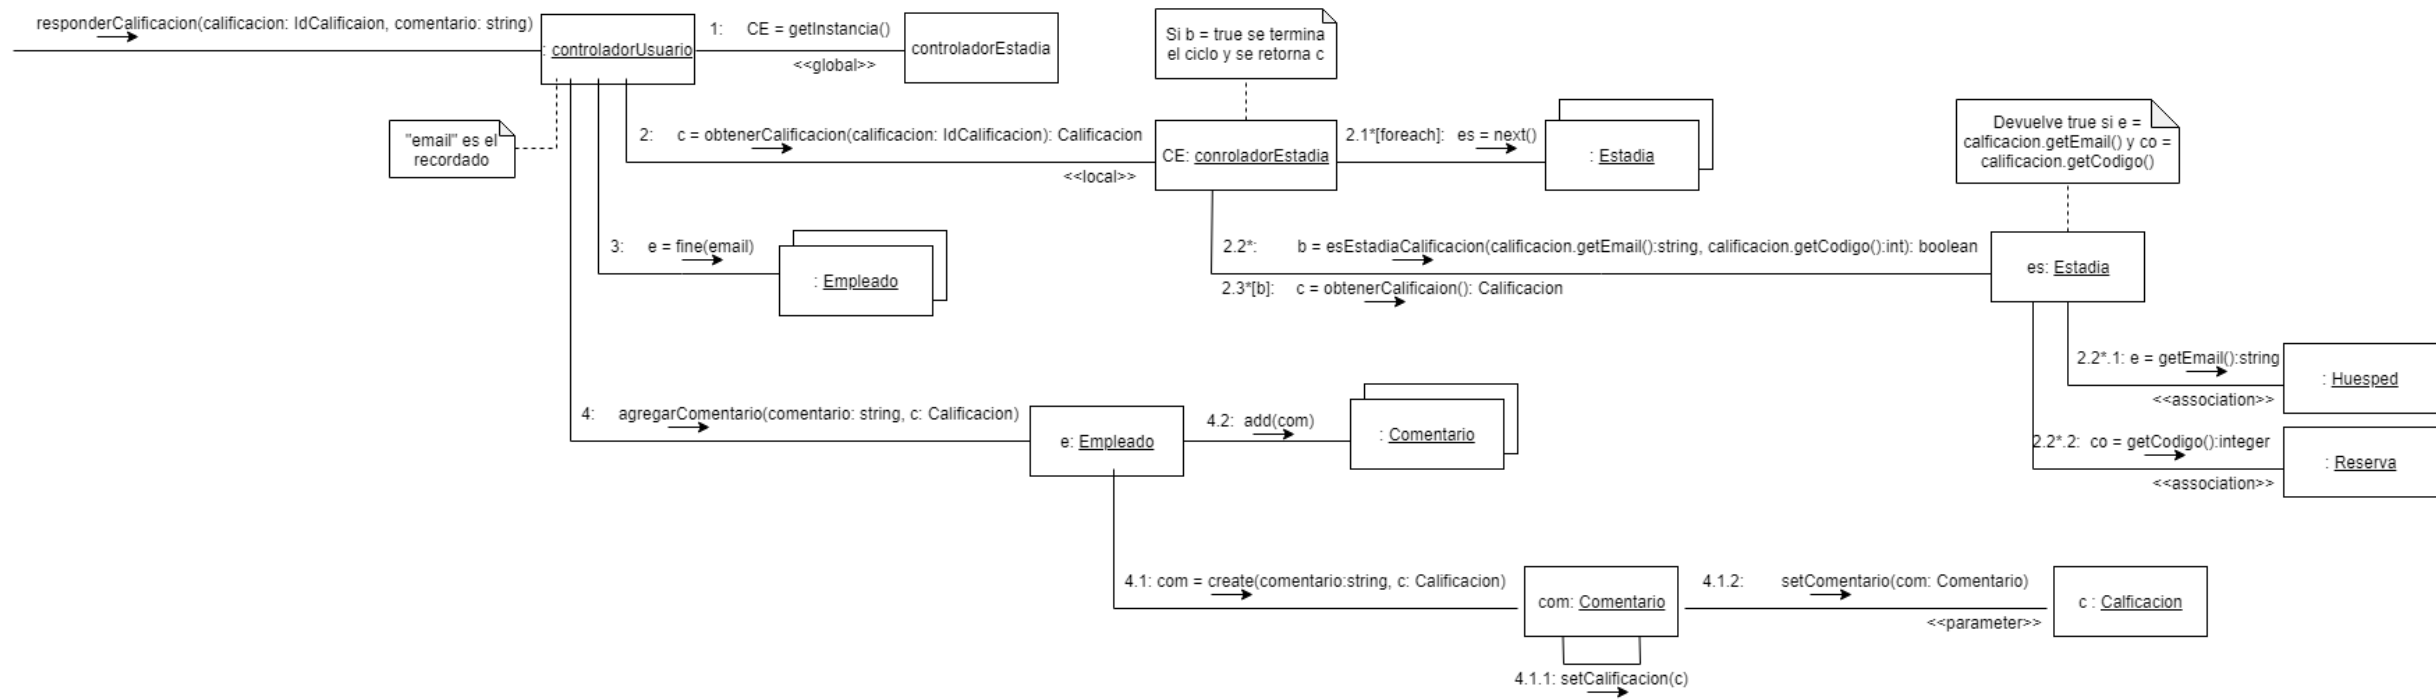 responderCalificacion(calificacion: IdCalificaion, comentario: string)
: controladorUsuario
1: CE = getInstancia()
<<global>>
controladorEstadia
Si b = true se termina
el ciclo y se retorna c
"email" es el
recordado
2: c = obtenerCalificacion(calificacion: IdCalificacion): Calificacion
<<local>>
CE: conroladorEstadia
2.1*[foreach]: es = next()
: Estadia
Devuelve true si e =
calficacion.getEmail() y co =
calificacion.getCodigo()
3: e = fine(email)
: Empleado
2.2*: b = esEstadiaCalificacion(calificacion.getEmail():string, calificacion.getCodigo():int): boolean
2.3*[b]: c = obtenerCalificaion(): Calificacion
es: Estadia
2.2*.1: e = getEmail():string
<<association>>
: Huesped
2.2*.2: co = getCodigo():integer
<<association>>
: Reserva
4: agregarComentario(comentario: string, c: Calificacion)
e: Empleado
4.2: add(com)
: Comentario
4.1: com = create(comentario:string, c: Calificacion)
com: Comentario
4.1.2: setComentario(com: Comentario)
<<parameter>>
c : Calficacion
4.1.1: setCalificacion(c)